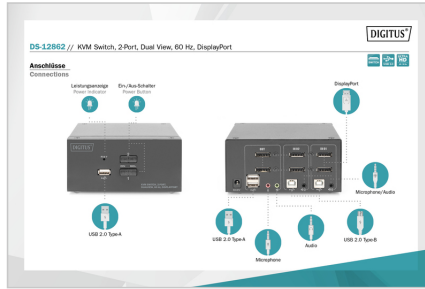 DIGITUS®
DS-12862 // KVM Switch, 2-Port, Dual View, 60 Hz, DisplayPort
Anschlüsse
Connections
Leistungsanzeige
Power indicator
Ein-/Aus-Schalter
Power Button
DisplayPort
DIGITUS
USB 2.0 Type-A
USB 2.0 Type-A
Microphone
Audio
USB 2.0 Type-B
Microphone/Audio